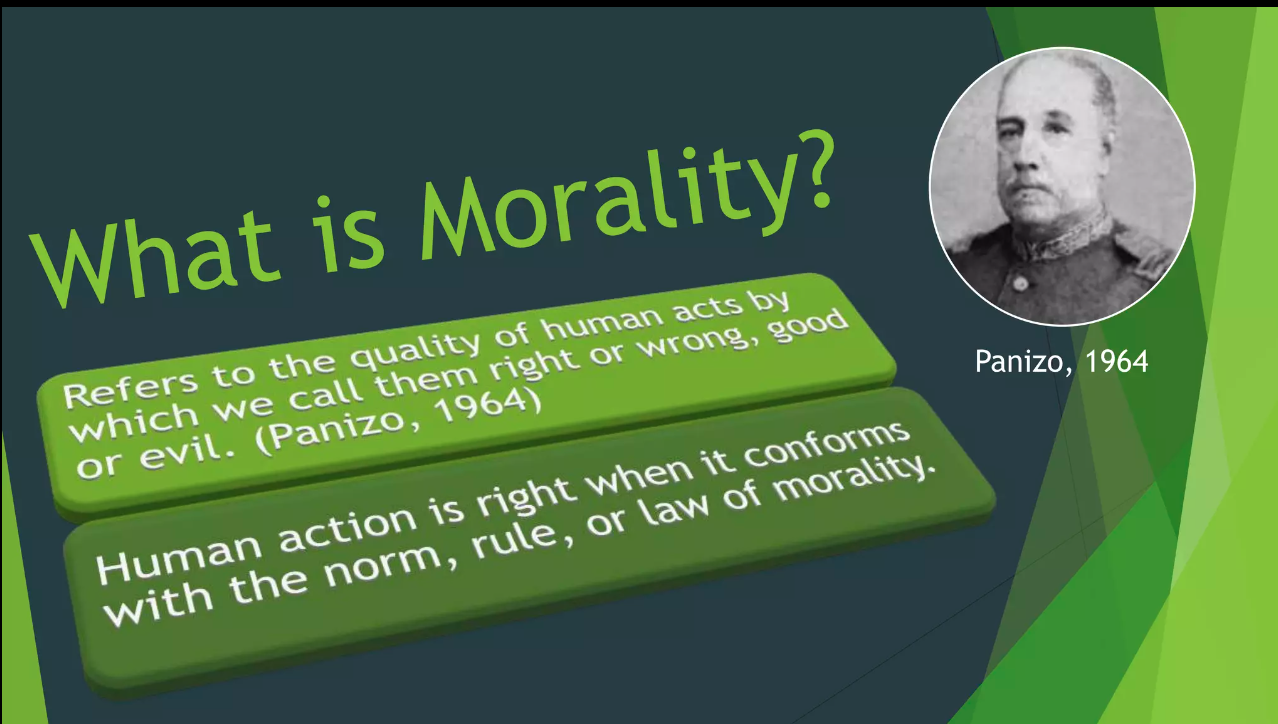 What is Morality?
Refers to the quality of human acts by
which we call them right or wrong, good
or evil. (Panizo, 1964)
Human action is right when it conforms
with the norm, rule, or law of morality.
Panizo, 1964